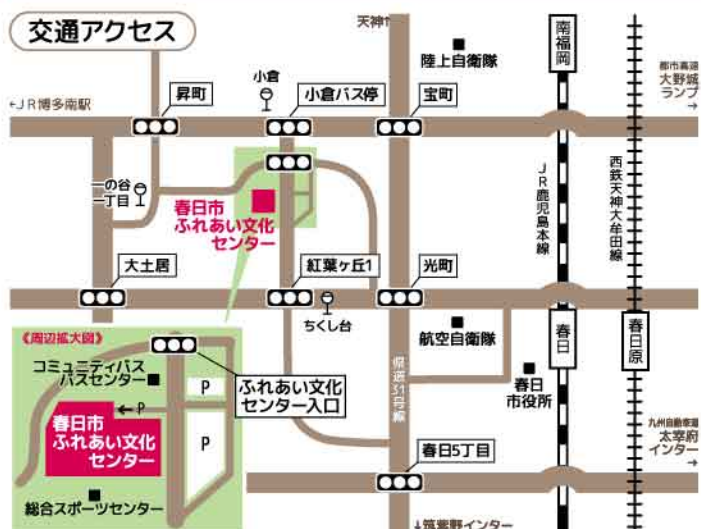 交通アクセス
天神↑
陸上自衛隊
南福岡
都市高速
大野城
ランプ
→
小倉
昇町
小倉バス停
宝町
←JR博多南駅
一の谷
一丁目
春日市
ふれあい文化
センター
JR鹿児島本線
西鉄天神大牟田線
大土居
紅葉ヶ丘1
光町
ちくし台
航空自衛隊
春日
春日原
《周辺拡大図》
コミュニティバス
バスセンター
P
ふれあい文化
センター入口
県道31号線
春日
市役所
←P
春日市
ふれあい文化
センター
P
九州自動車道
太宰府
インター
→
春日5丁目
総合スポーツセンター
↓筑紫野インター